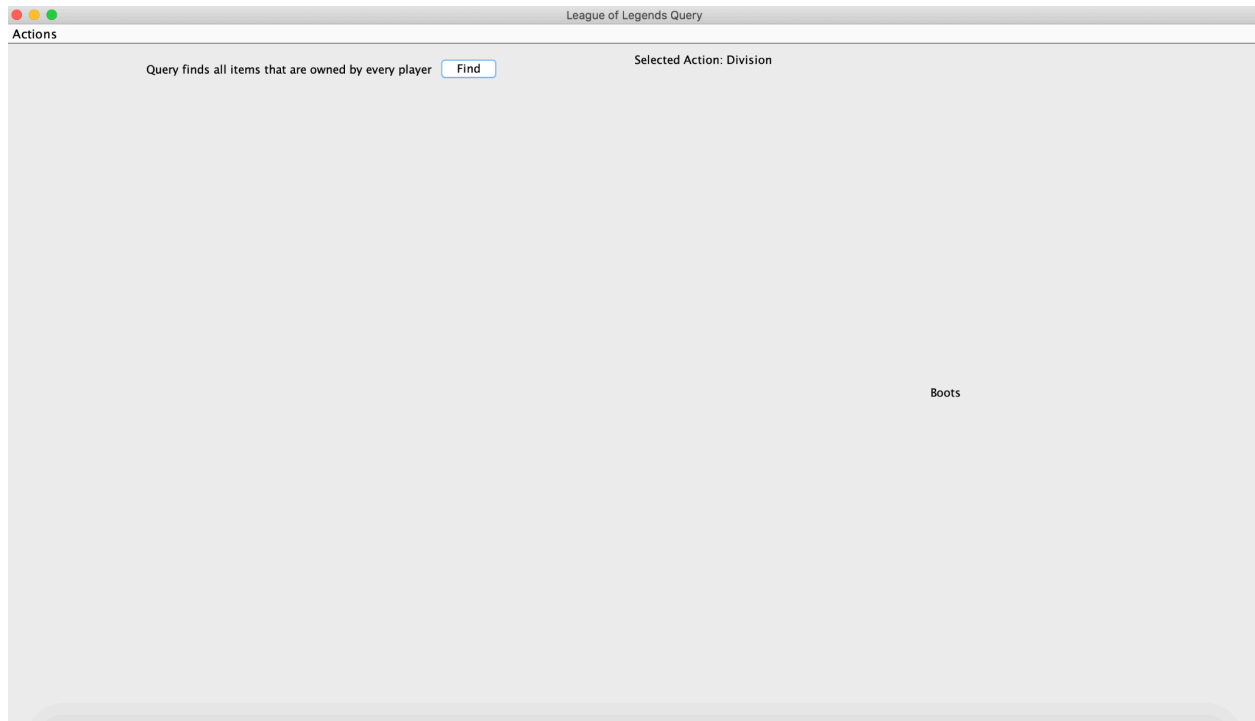 League of Legends Query
Actions
Query finds all items that are owned by every player
Find
Selected Action: Division
Boots